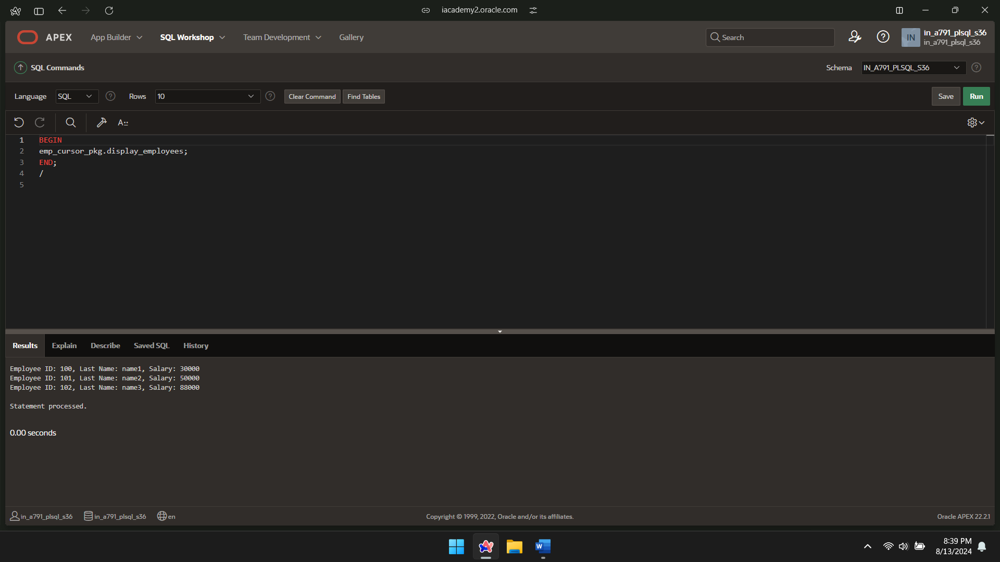 iacademy2.oracle.com
APEX App Builder SQL Workshop Team Development Gallery Search IN in_a791_plsql_s36
in_a791_plsql_s36
SQL Commands Schema IN_A791_PLSQL_S36
Language SQL Rows 10 Clear Command Find Tables Save Run
A::
1 BEGIN
2 emp_cursor_pkg.display_employees;
3 END;
4 /
5
Results Explain Describe Saved SQL History
Employee ID: 100, Last Name: name1, Salary: 30000
Employee ID: 101, Last Name: name2, Salary: 50000
Employee ID: 102, Last Name: name3, Salary: 88000
Statement processed.
0.00 seconds
in_a791_plsql_s36 in_a791_plsql_s36 en Copyright © 1999, 2022, Oracle and/or its affiliates. Oracle APEX 22.2.1
W 8:39 PM
8/13/2024